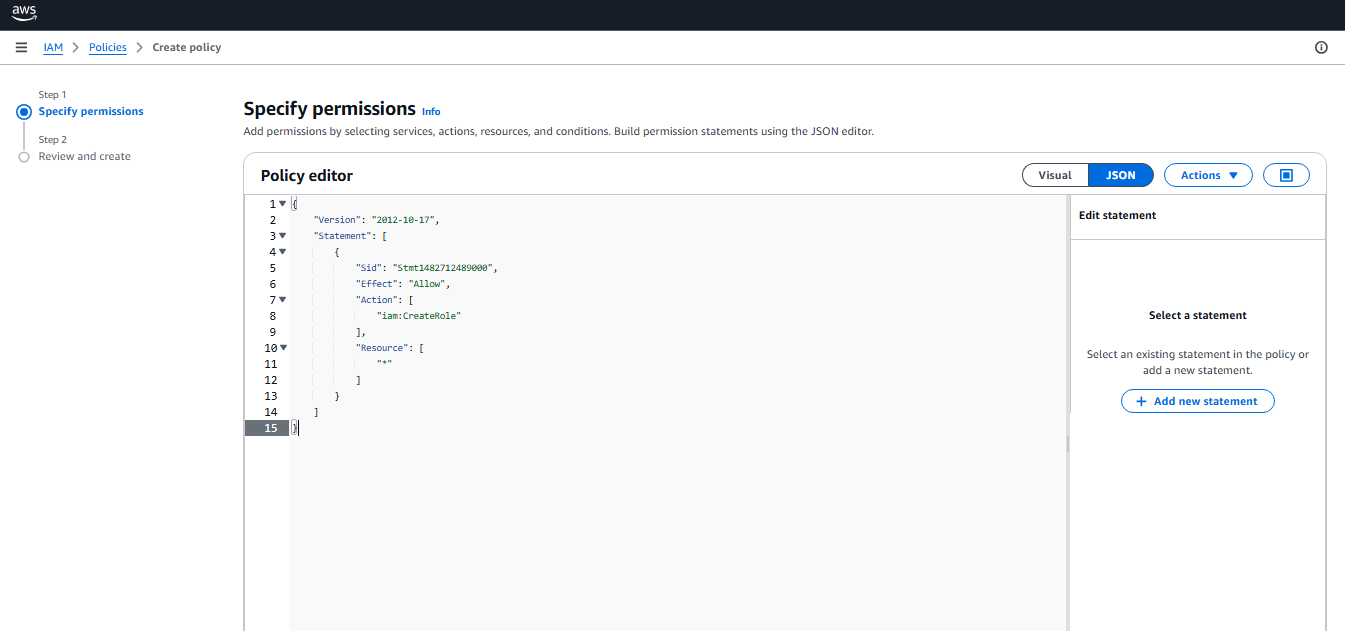 aws
IAM > Policies > Create policy
Step 1
Specify permissions
Step 2
Review and create
Specify permissions Info
Add permissions by selecting services, actions, resources, and conditions. Build permission statements using the JSON editor.
Policy editor
Visual JSON Actions
1 {
2 "Version": "2012-10-17",
3 "Statement": [
4 {
5 "Sid": "Stmt1482712489000",
6 "Effect": "Allow",
7 "Action": [
8 "iam:CreateRole"
9 ],
10 "Resource": [
11 "*"
12 ]
13 }
14 ]
15 }
Edit statement
Select a statement
Select an existing statement in the policy or
add a new statement.
+ Add new statement